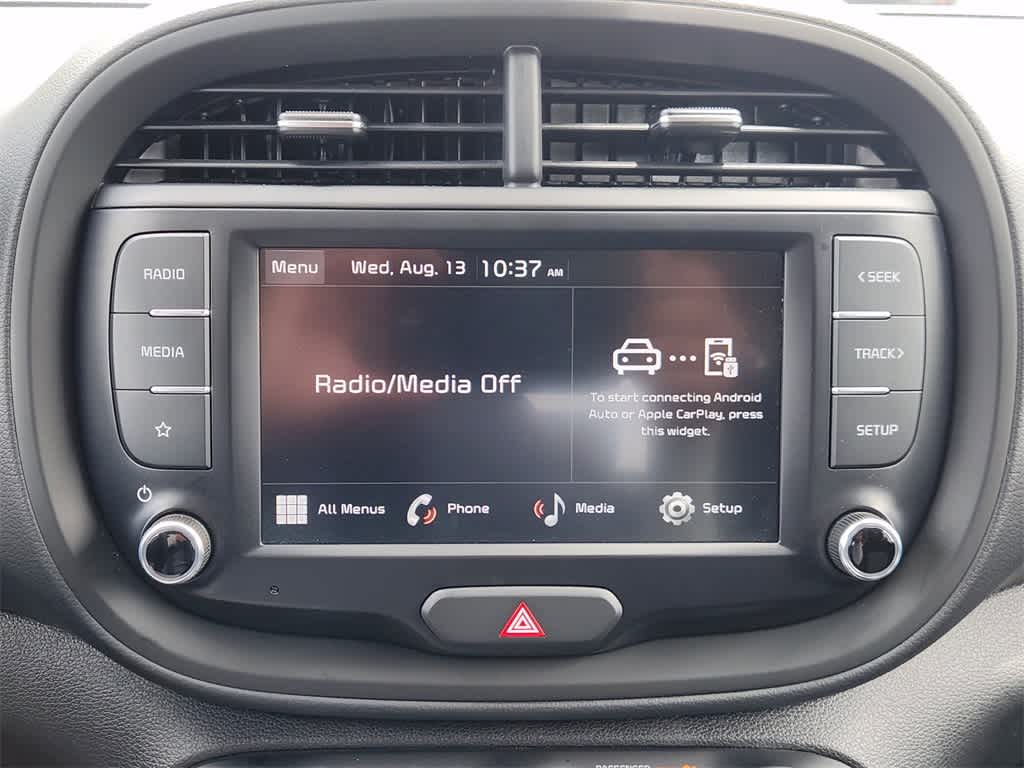 RADIO
MEDIA
Menu Wed, Aug. 13 10:37 AM
Radio/Media Off
To start connecting Android
Auto or Apple CarPlay, press
this widget.
All Menus Phone Media Setup
< SEEK
TRACK >
SETUP
PASSENGER